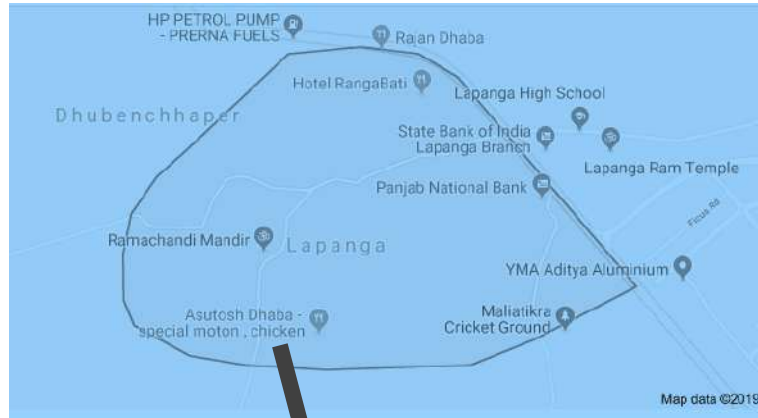 HP PETROL PUMP
- PRERNA FUELS
Rajan Dhaba
Hotel RangaBati
Lapanga High School
Dhubenchhaper
State Bank of India
Lapanga Branch
Lapanga Ram Temple
Panjab National Bank
Ficus Rd
Ramachandi Mandir
Lapanga
YMA Aditya Aluminium
Asutosh Dhaba -
special moton , chicken
Maliatikra
Cricket Ground
Map data ©2019